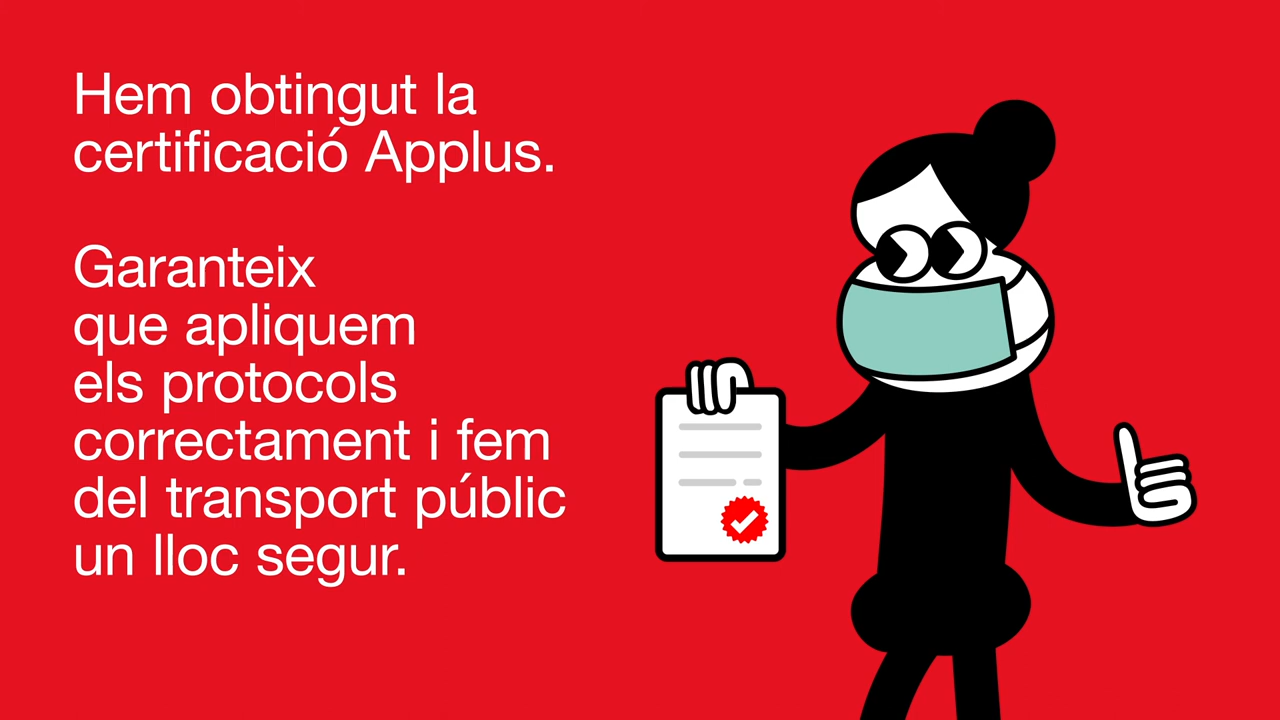 Hem obtingut la
certificació Applus.
Garanteix
que apliquem
els protocols
correctament i fem
del transport públic
un lloc segur.